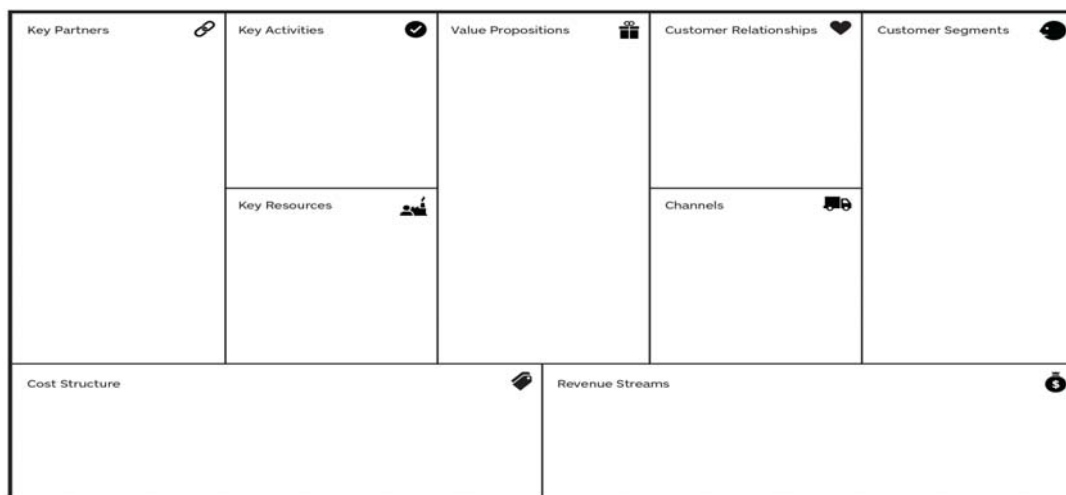 Key Partners
Key Activities
Value Propositions
Customer Relationships
Customer Segments
Key Resources
Channels
Cost Structure
Revenue Streams
$